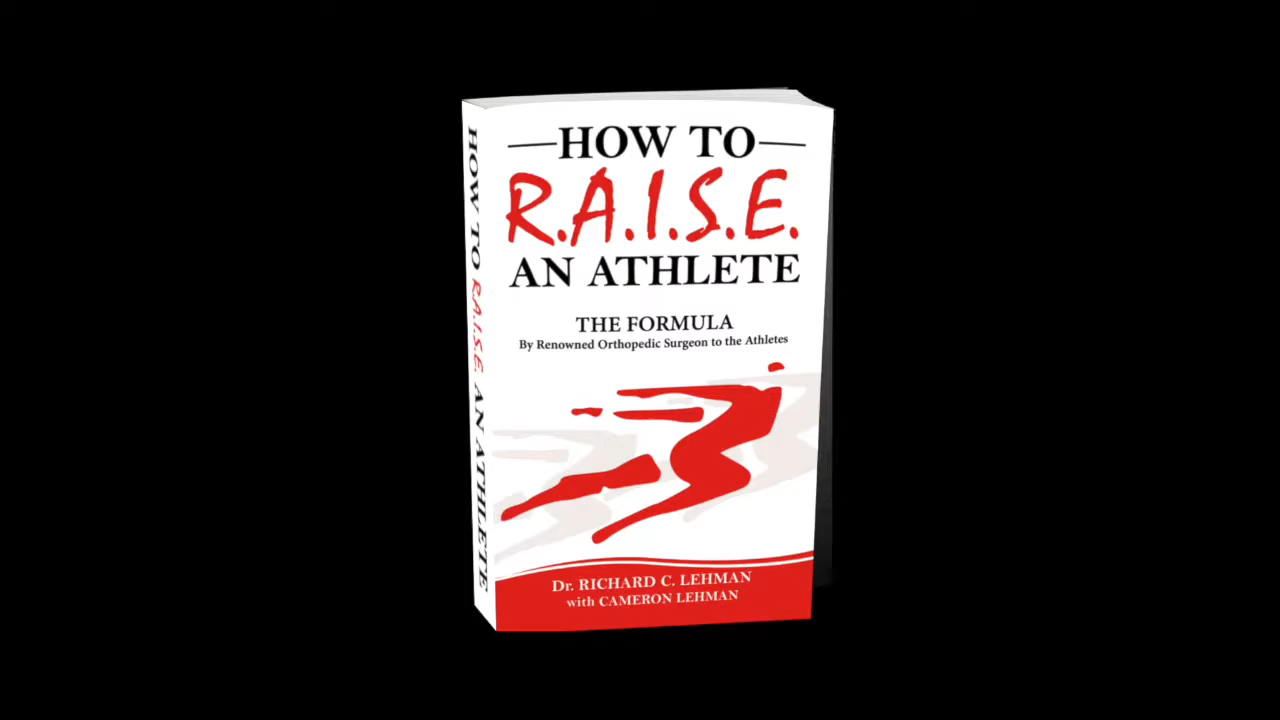 HOW TO
R.A.I.S.E.
AN ATHLETE
THE FORMULA
By Renowned Orthopedic Surgeon to the Athletes
Dr. RICHARD C. LEHMAN
with CAMERON LEHMAN
HOW TO R.A.I.S.E. AN ATHLETE